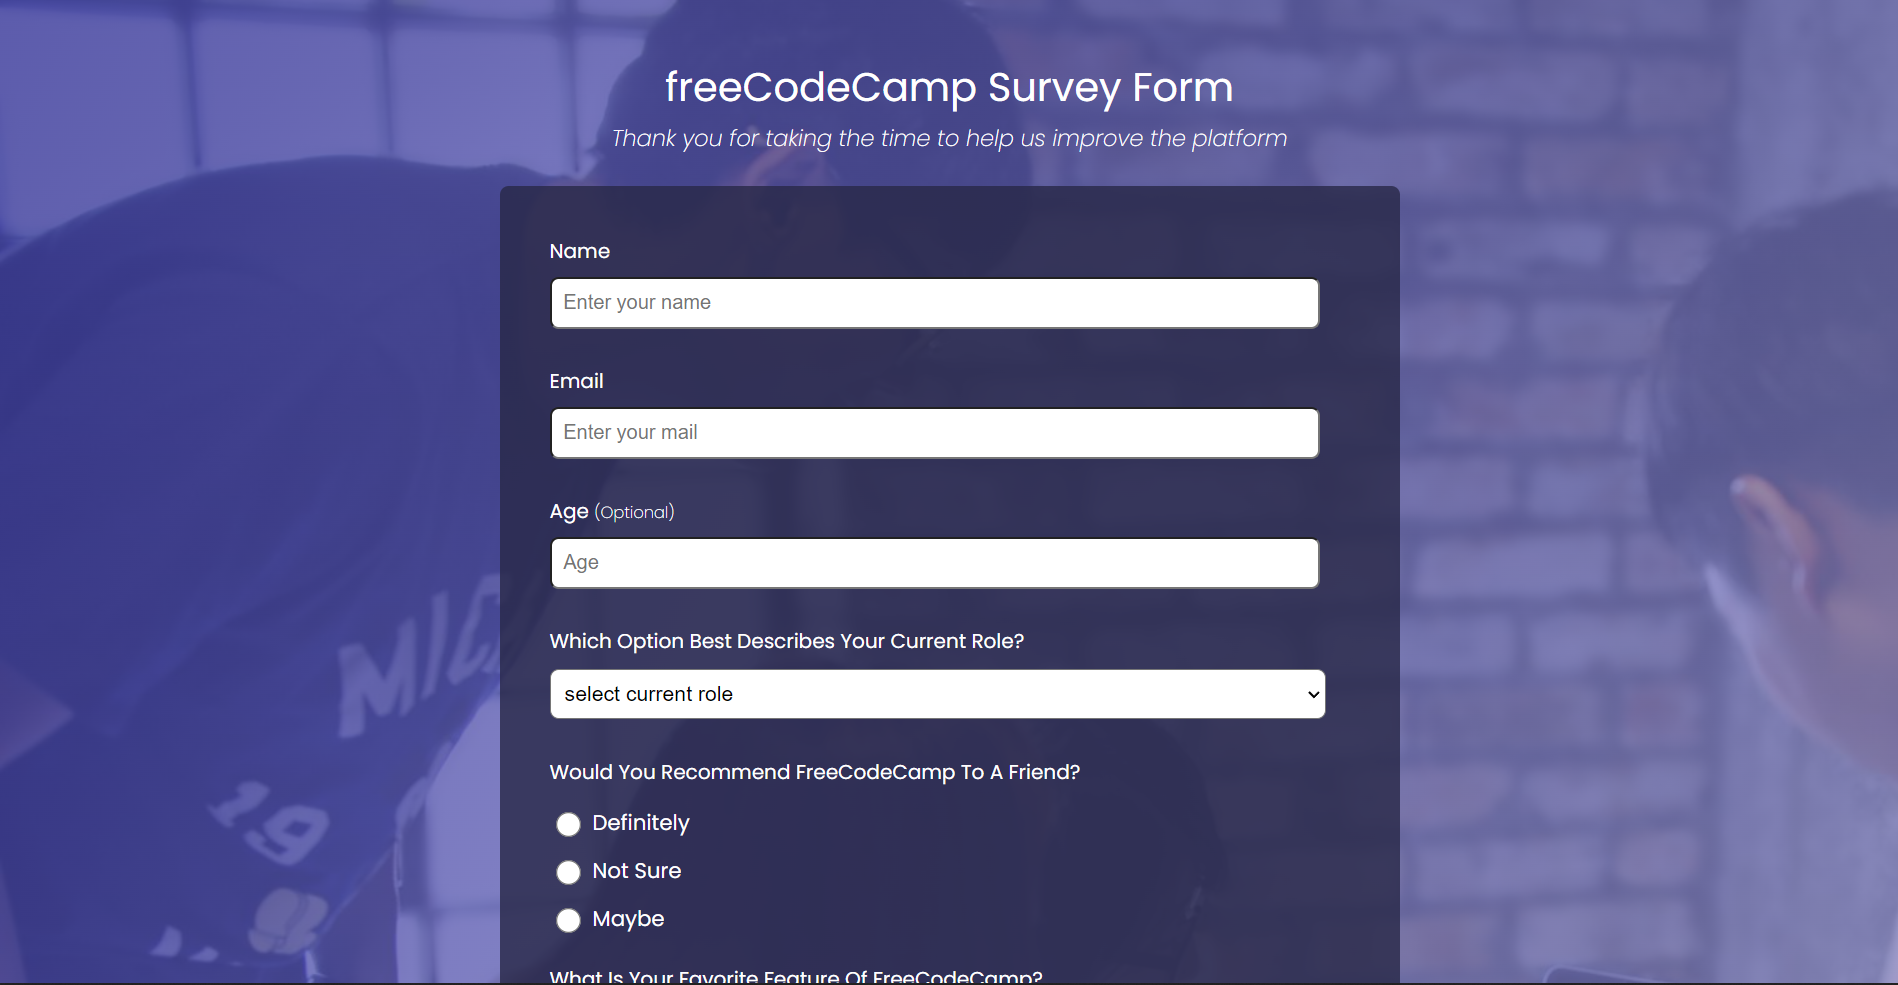 freeCodeCamp Survey Form
Thank you for taking the time to help us improve the platform
Name
Enter your name
Email
Enter your mail
Age (Optional)
Age
MIC
19
Which Option Best Describes Your Current Role?
select current role
Would You Recommend FreeCodeCamp To A Friend?
Definitely
Not Sure
Maybe
What Is Your Favorite Feature Of FreeCodeCamp?